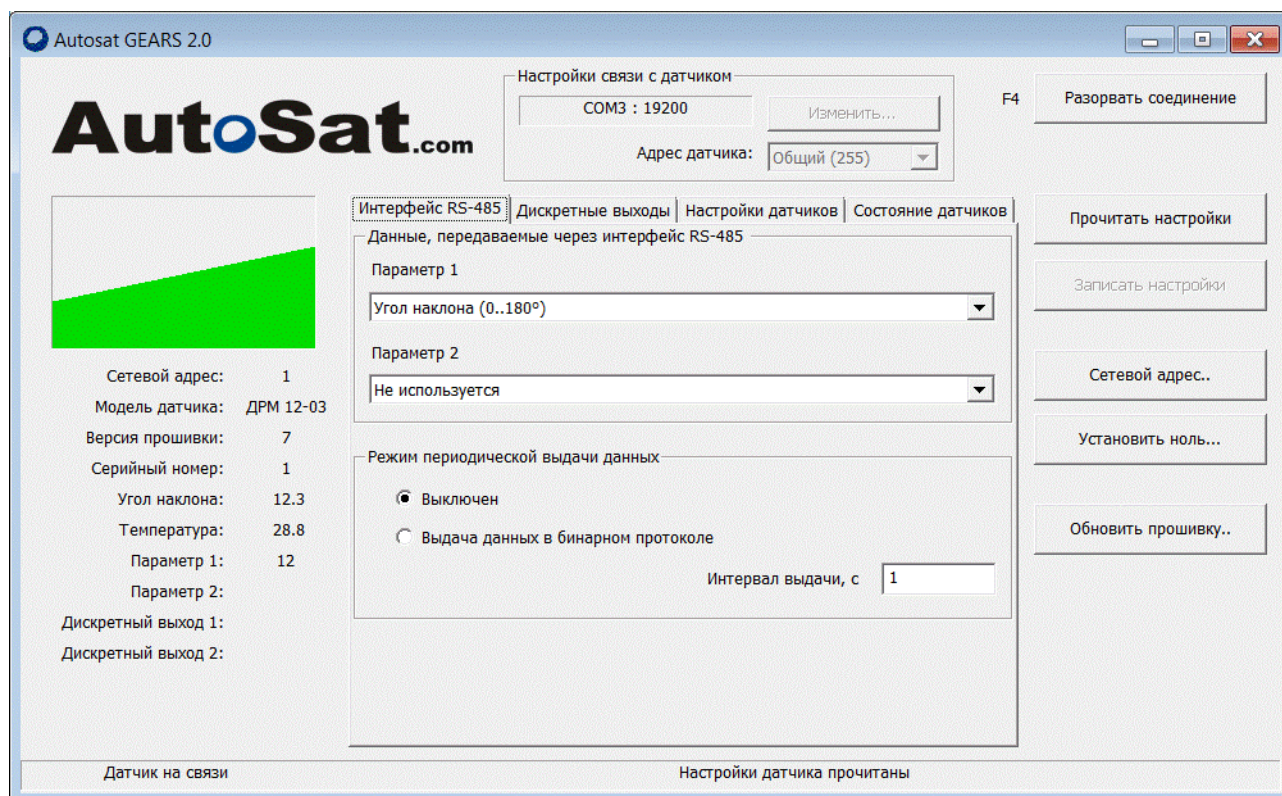 Autosat GEARS 2.0
AutoSat.com
Настройки связи с датчиком
COM3 : 19200
Изменить...
Адрес датчика:
Общий (255)
F4
Разорвать соединение
Интерфейс RS-485
Дискретные выходы
Настройки датчиков
Состояние датчиков
Прочитать настройки
Записать настройки
Сетевой адрес..
Установить ноль...
Обновить прошивку..
Данные, передаваемые через интерфейс RS-485
Параметр 1
Угол наклона (0..180º)
Параметр 2
Не используется
Режим периодической выдачи данных
Выключен
Выдача данных в бинарном протоколе
Интервал выдачи, с 1
Сетевой адрес: 1
Модель датчика: ДРМ 12-03
Версия прошивки: 7
Серийный номер: 1
Угол наклона: 12.3
Температура: 28.8
Параметр 1: 12
Параметр 2:
Дискретный выход 1:
Дискретный выход 2:
Датчик на связи
Настройки датчика прочитаны